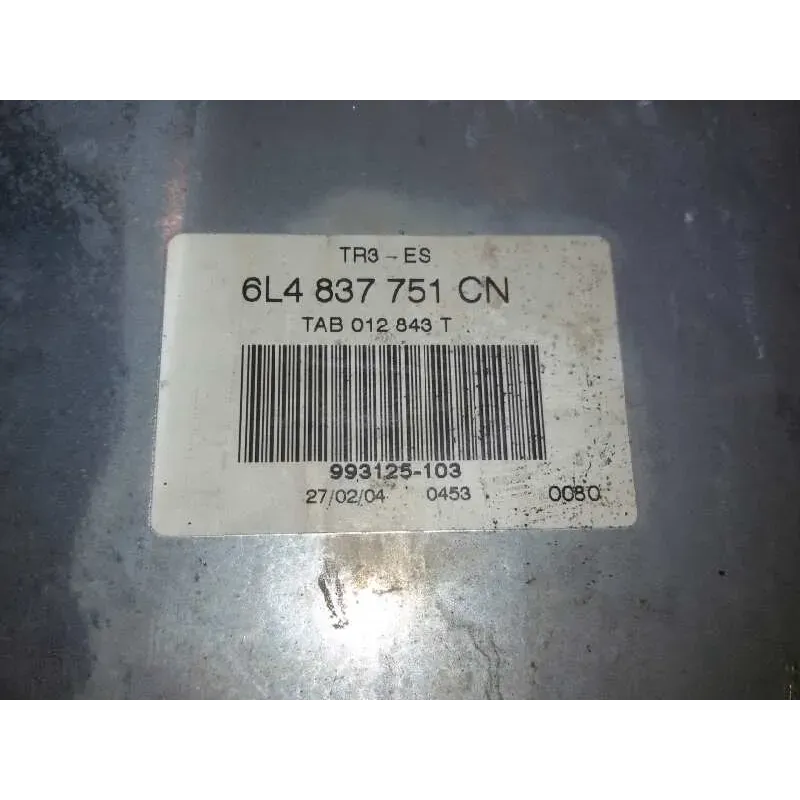 TR3 - ES
6L4 837 751 CN
TAB 012 843 T
993125-103
27/02/04 0453 0080